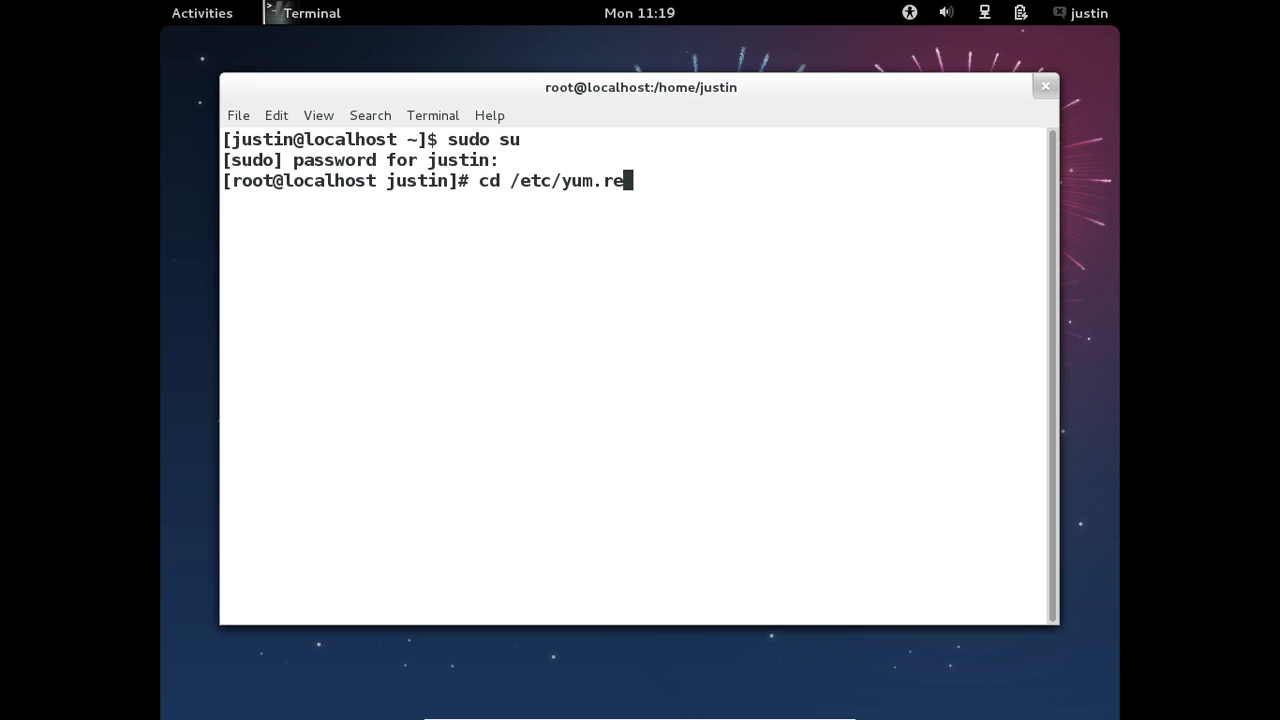 Activities Terminal Mon 11:19 justin
root@localhost:/home/justin
File Edit View Search Terminal Help
[justin@localhost ~]$ sudo su
[sudo] password for justin:
[root@localhost justin]# cd /etc/yum.re